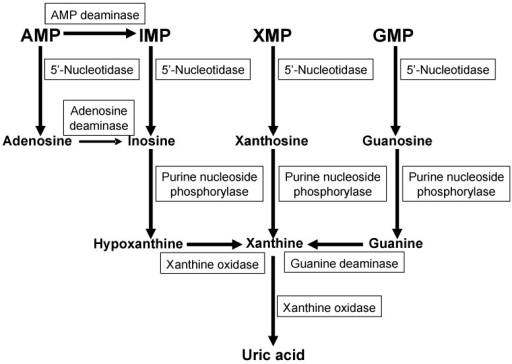 AMP deaminase
AMP
IMP
XMP
GMP
5'-Nucleotidase
5'-Nucleotidase
5'-Nucleotidase
5'-Nucleotidase
Adenosine
deaminase
Adenosine
Inosine
Xanthosine
Guanosine
Purine nucleoside
phosphorylase
Purine nucleoside
phosphorylase
Purine nucleoside
phosphorylase
Hypoxanthine
Xanthine
Guanine
Xanthine oxidase
Guanine deaminase
Xanthine oxidase
Uric acid